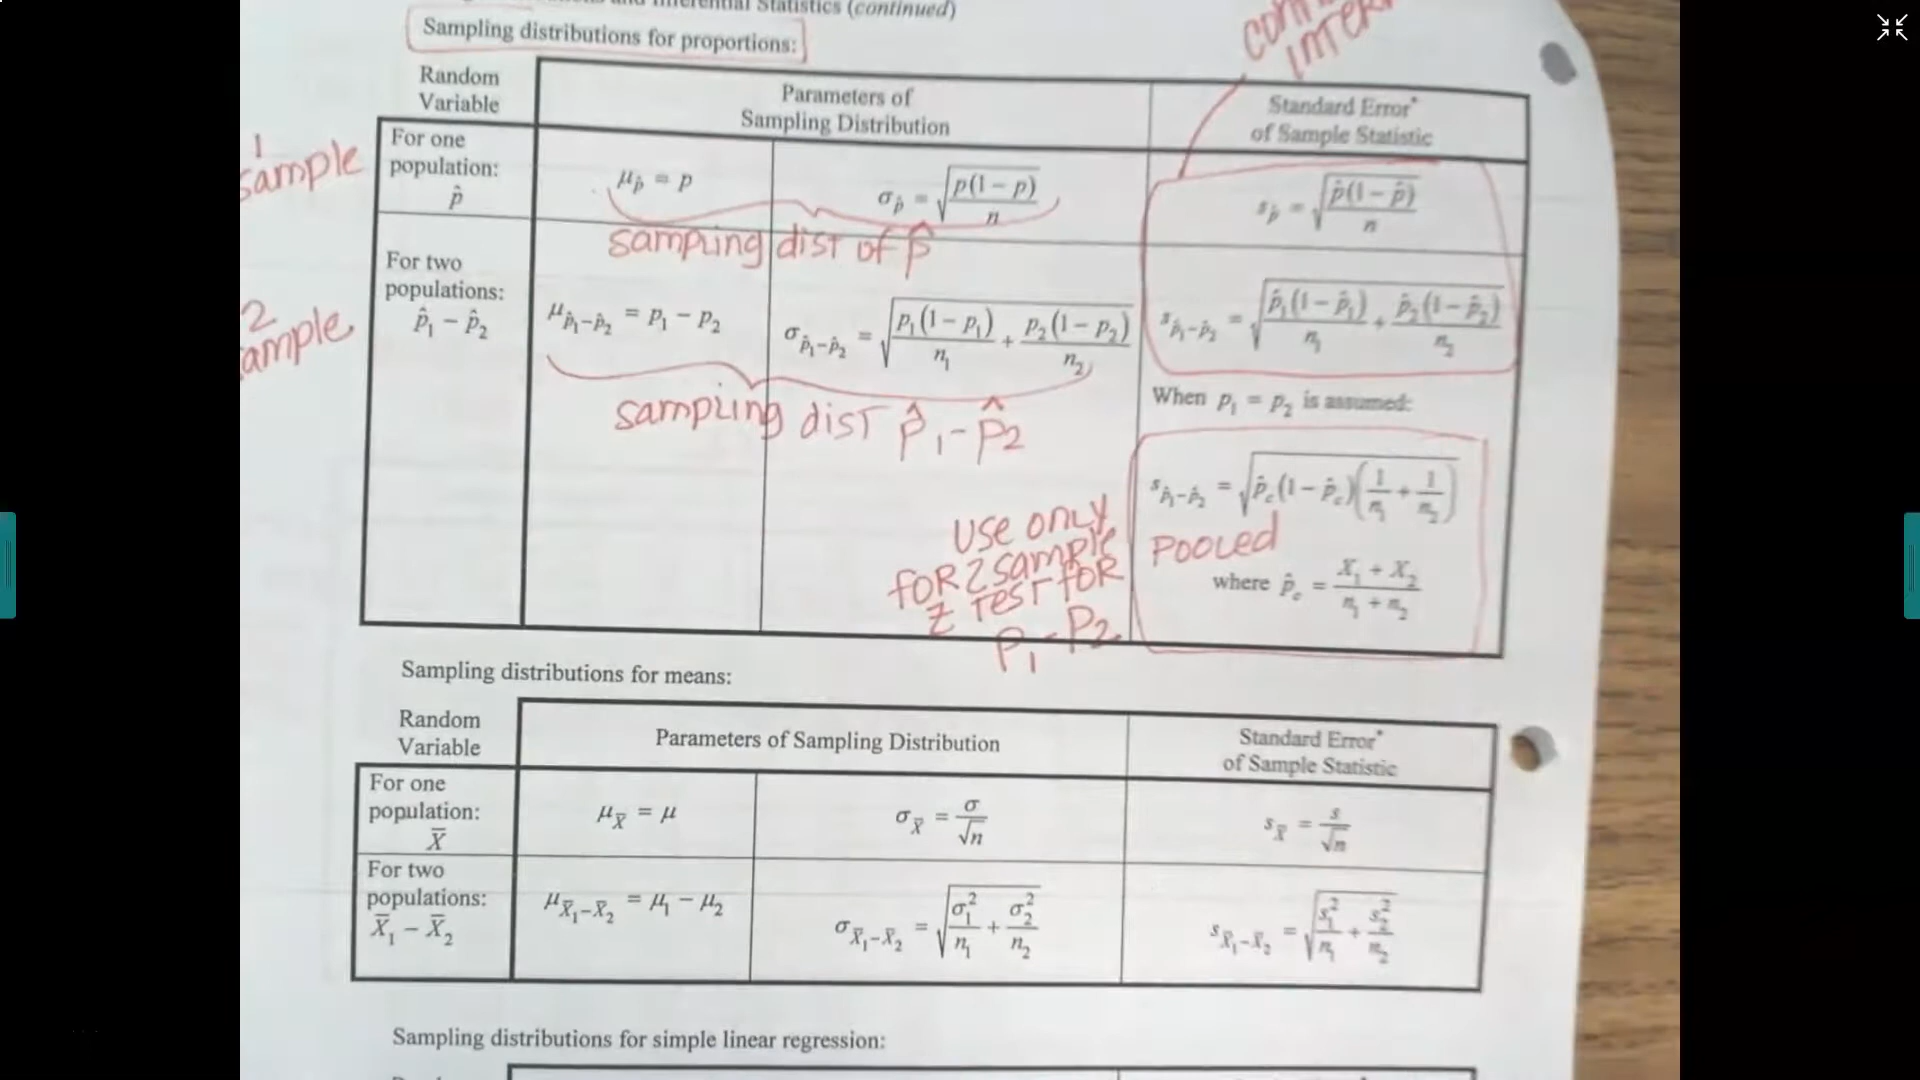 Statistics (continued)
Sampling distributions for proportions:
Random
Variable
Parameters of
Sampling Distribution
Standard Error*
of Sample Statistic
1
sample
For one
population:
p̂
μ_p̂ = p
σ_p̂ = √(p(1 − p)/n)
s_p̂ = √(p̂(1 − p̂)/n)
sampling dist of p̂
2
ample
For two
populations:
p̂₁ − p̂₂
μ_p̂₁−p̂₂ = p₁ − p₂
σ_p̂₁−p̂₂ = √(p₁(1 − p₁)/n₁ + p₂(1 − p₂)/n₂)
s_p̂₁−p̂₂ = √(p̂₁(1 − p̂₁)/n₁ + p̂₂(1 − p̂₂)/n₂)
sampling dist p̂₁ - p̂₂
When p₁ = p₂ is assumed:
s_p̂₁−p̂₂ = √(p̂_c(1 − p̂_c)(1/n₁ + 1/n₂))
USE only
FOR 2 sample
Z TEST FOR
P₁ - P₂
POOLED
where p̂_c = (X₁ + X₂)/(n₁ + n₂)
Sampling distributions for means:
Random
Variable
Parameters of Sampling Distribution
Standard Error*
of Sample Statistic
For one
population:
X̄
μ_X̄ = μ
σ_X̄ = σ/√n
s_X̄ = s/√n
For two
populations:
X̄₁ − X̄₂
μ_X̄₁−X̄₂ = μ₁ − μ₂
σ_X̄₁−X̄₂ = √(σ₁²/n₁ + σ₂²/n₂)
s_X̄₁−X̄₂ = √(s₁²/n₁ + s₂²/n₂)
Sampling distributions for simple linear regression: